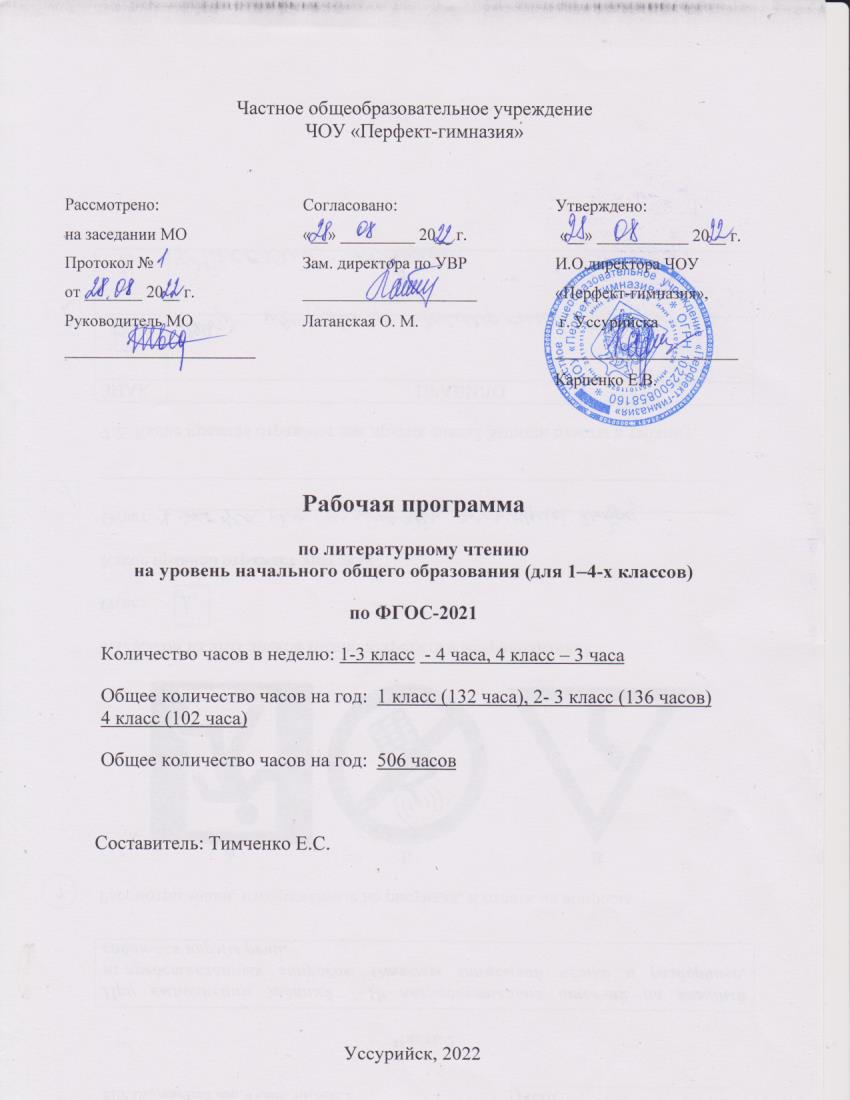 Частное общеобразовательное учреждение
ЧОУ «Перфект-гимназия»
Рассмотрено:
на заседании МО
Протокол № 1
от 28.08 2022 г.
Руководитель МО
Согласовано:
«28» 08 2022 г.
Зам. директора по УВР
Латанская О. М.
Утверждено:
«28» 08 2022 г.
И.О.директора ЧОУ
«Перфект-гимназия»,
г. Уссурийска
Карпенко Е.В.
Рабочая программа
по литературному чтению
на уровень начального общего образования (для 1–4-х классов)
по ФГОС-2021
Количество часов в неделю: 1-3 класс - 4 часа, 4 класс – 3 часа
Общее количество часов на год: 1 класс (132 часа), 2- 3 класс (136 часов)
4 класс (102 часа)
Общее количество часов на год: 506 часов
Составитель: Тимченко Е.С.
Уссурийск, 2022